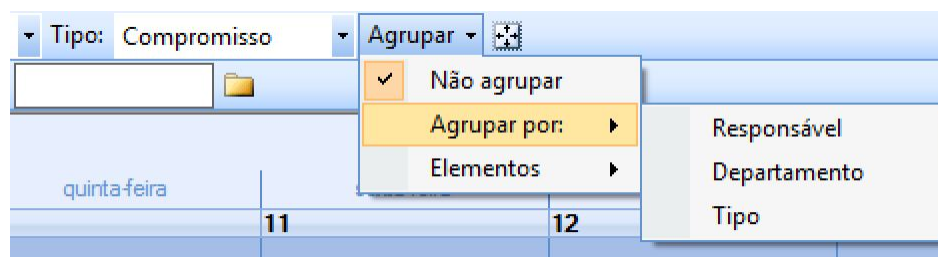 Tipo: Compromisso Agrupar
Não agrupar
Agrupar por:
Elementos
Responsável
Departamento
Tipo
quinta-feira
11 12